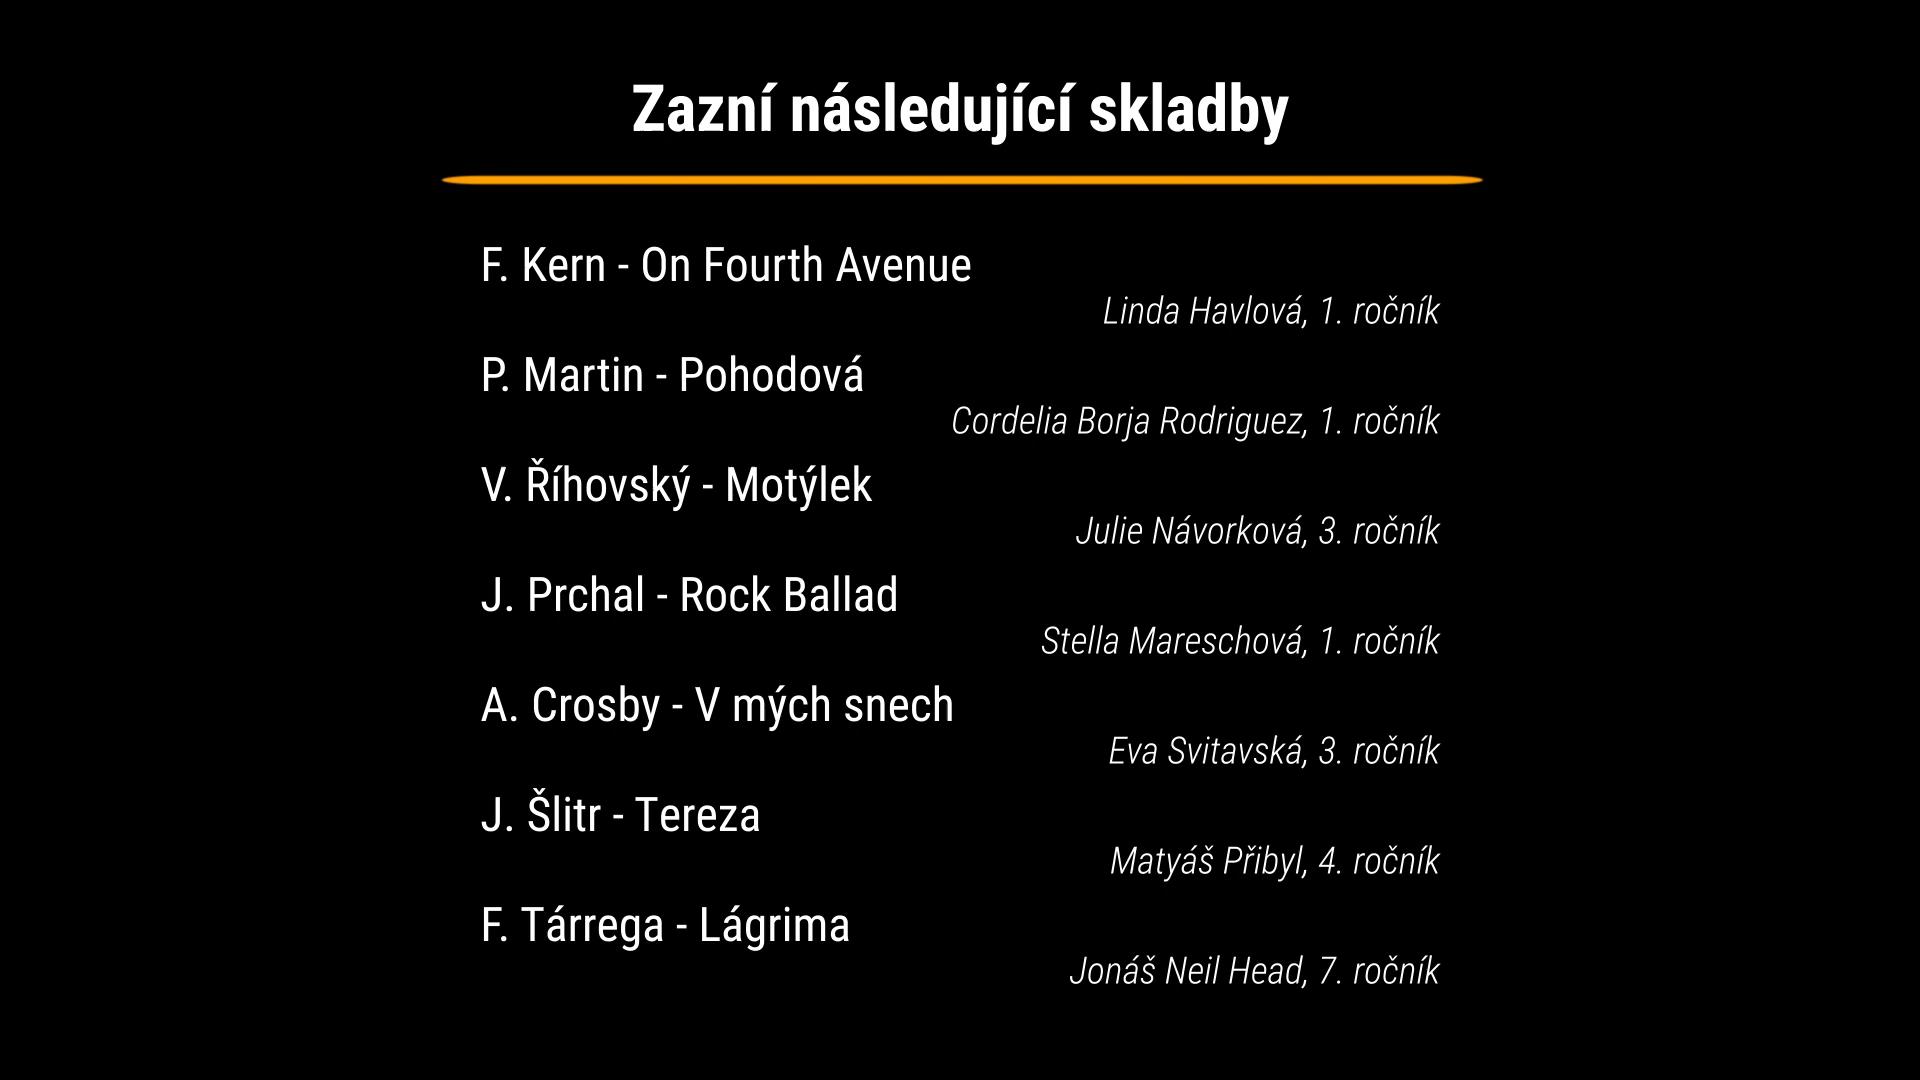 Zazní následující skladby
F. Kern - On Fourth Avenue
Linda Havlová, 1. ročník
P. Martin - Pohodová
Cordelia Borja Rodriguez, 1. ročník
V. Říhovský - Motýlek
Julie Návorková, 3. ročník
J. Prchal - Rock Ballad
Stella Mareschová, 1. ročník
A. Crosby - V mých snech
Eva Svitavská, 3. ročník
J. Šlitr - Tereza
Matyáš Přibyl, 4. ročník
F. Tárrega - Lágrima
Jonáš Neil Head, 7. ročník